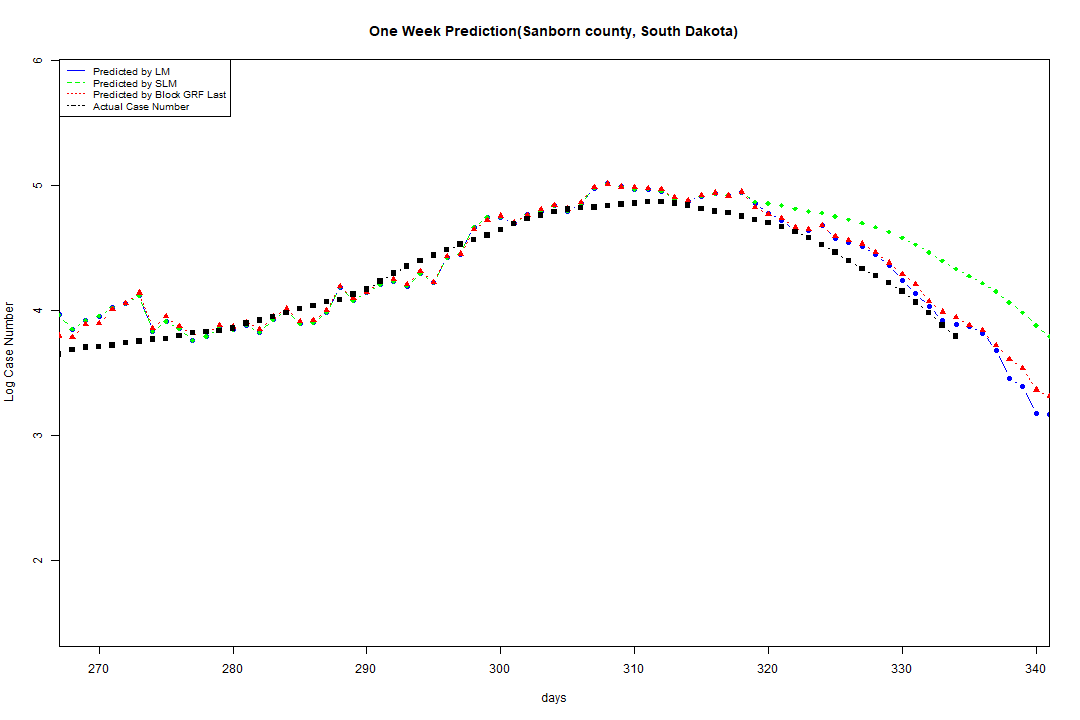 One Week Prediction(Sanborn county, South Dakota)
Predicted by LM
Predicted by SLM
Predicted by Block GRF Last
Actual Case Number
Log Case Number
6
5
4
3
2
270 280 290 300 310 320 330 340
days